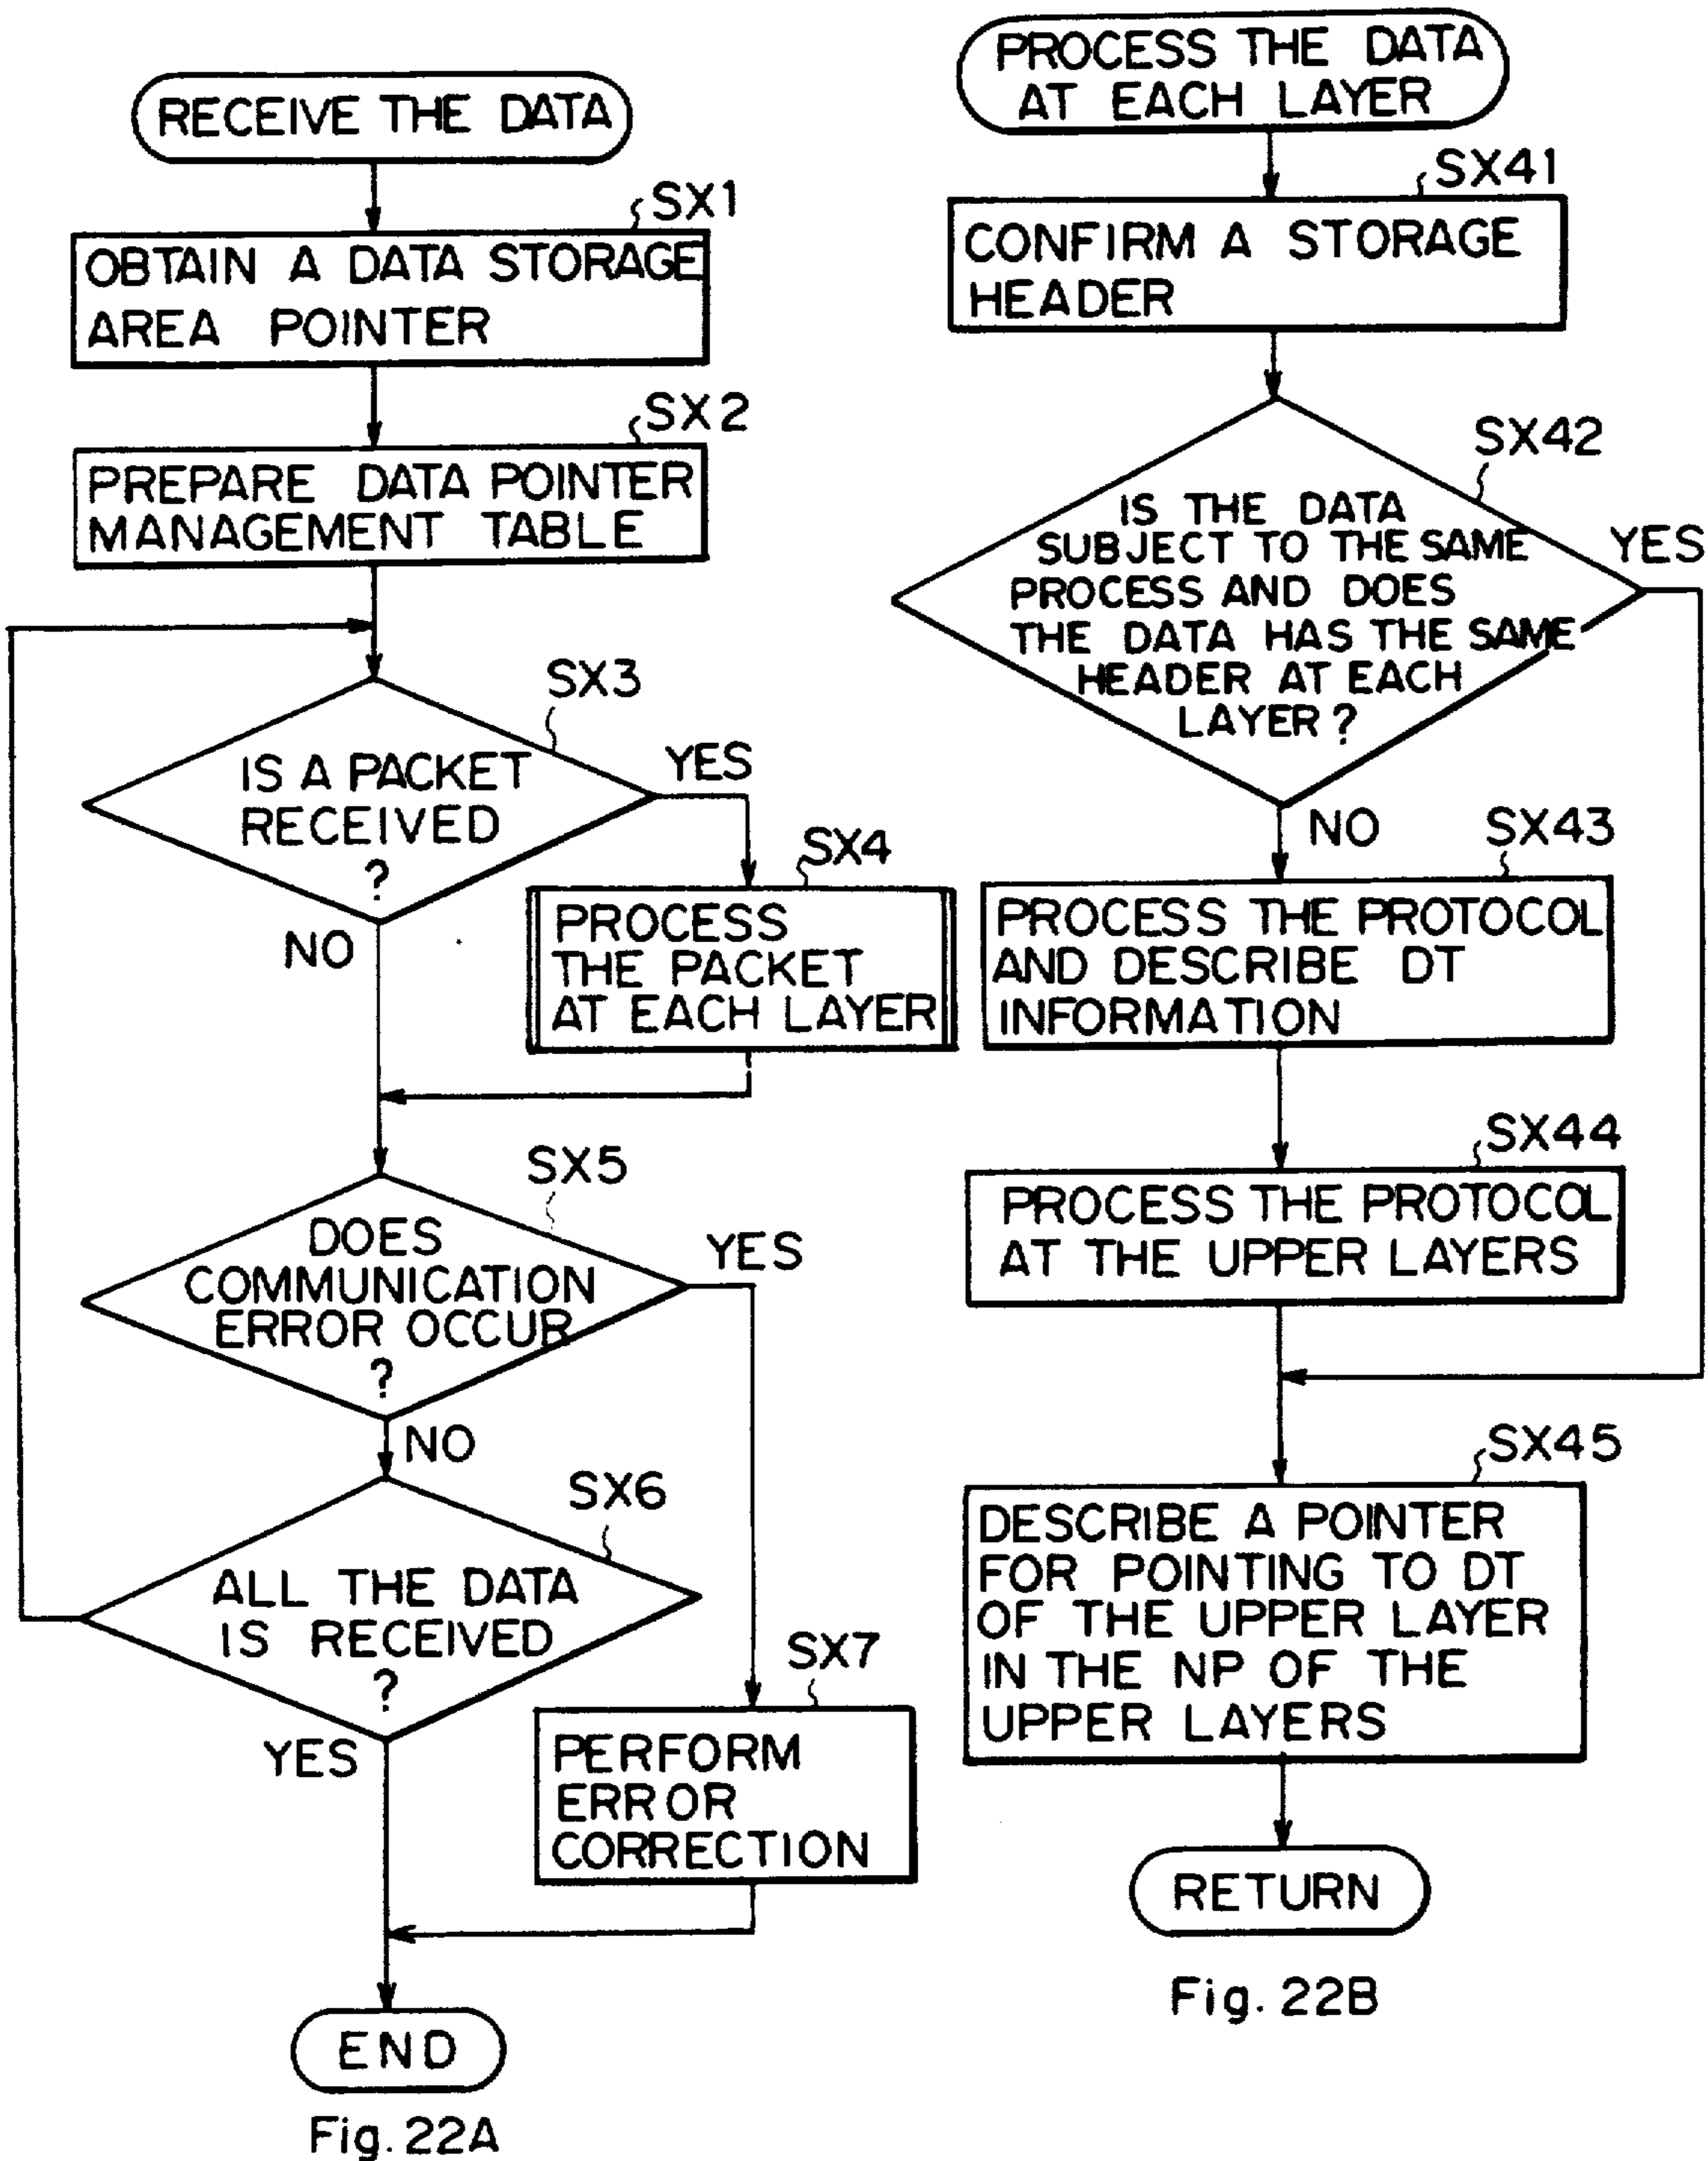 RECEIVE THE DATA
SX1
OBTAIN A DATA STORAGE
AREA POINTER
SX2
PREPARE DATA POINTER
MANAGEMENT TABLE
SX3
IS A PACKET
RECEIVED
?
YES
NO
SX4
PROCESS
THE PACKET
AT EACH LAYER
SX5
DOES
COMMUNICATION
ERROR OCCUR
?
YES
NO
SX6
ALL THE DATA
IS RECEIVED
?
YES
SX7
PERFORM
ERROR
CORRECTION
END
Fig. 22A
PROCESS THE DATA
AT EACH LAYER
SX41
CONFIRM A STORAGE
HEADER
SX42
IS THE DATA
SUBJECT TO THE SAME
PROCESS AND DOES
THE DATA HAS THE SAME
HEADER AT EACH
LAYER ?
YES
NO
SX43
PROCESS THE PROTOCOL
AND DESCRIBE DT
INFORMATION
SX44
PROCESS THE PROTOCOL
AT THE UPPER LAYERS
SX45
DESCRIBE A POINTER
FOR POINTING TO DT
OF THE UPPER LAYER
IN THE NP OF THE
UPPER LAYERS
RETURN
Fig. 22B